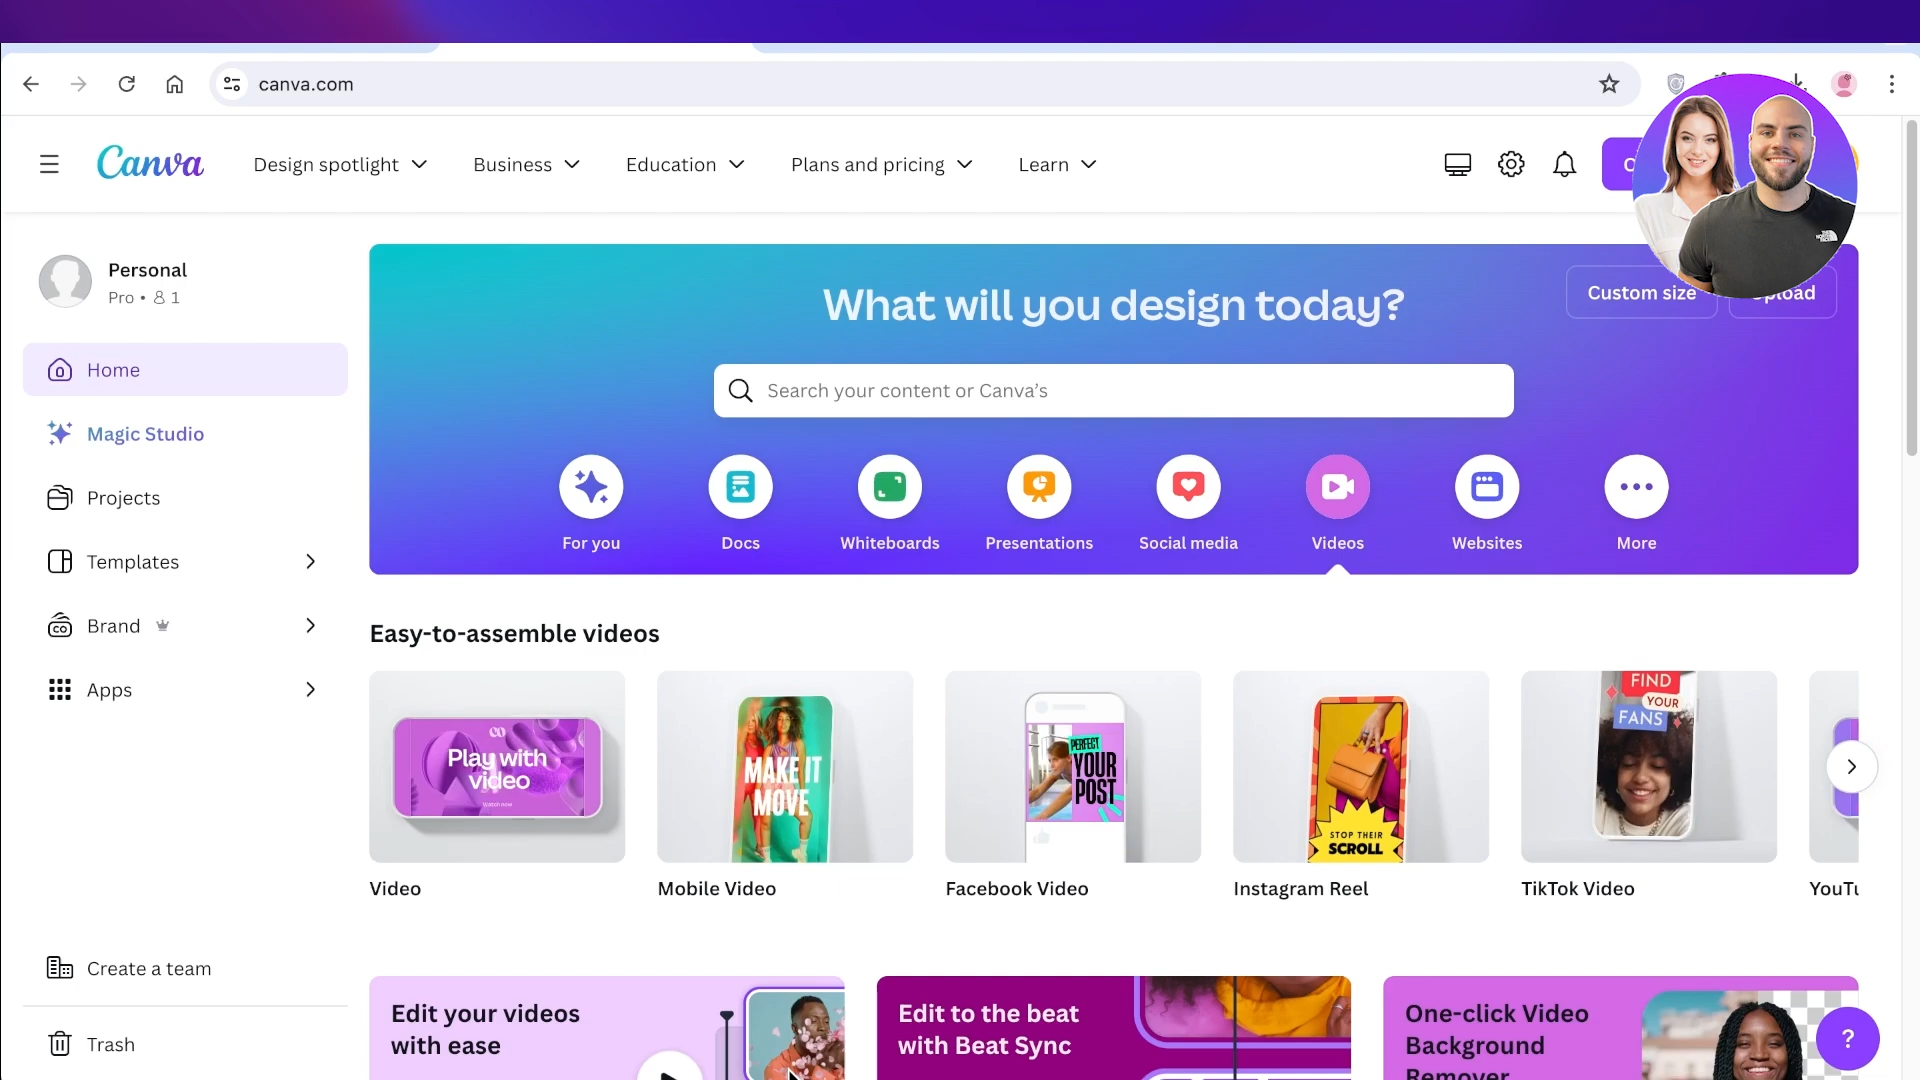 canva.com
Canva
Design spotlight
Business
Education
Plans and pricing
Learn
Personal
Pro • 1
Home
Magic Studio
Projects
Templates
Brand
Apps
Create a team
Trash
What will you design today?
Custom size
Search your content or Canva's
For you
Docs
Whiteboards
Presentations
Social media
Videos
Websites
More
Easy-to-assemble videos
Play with
video
Watch now
MAKE IT
MOVE
PERFECT
YOUR
POST
STOP THEIR
SCROLL
FIND
YOUR
FANS
Video
Mobile Video
Facebook Video
Instagram Reel
TikTok Video
YouTu
Edit your videos
with ease
Edit to the beat
with Beat Sync
One-click Video
Background
Remover
?